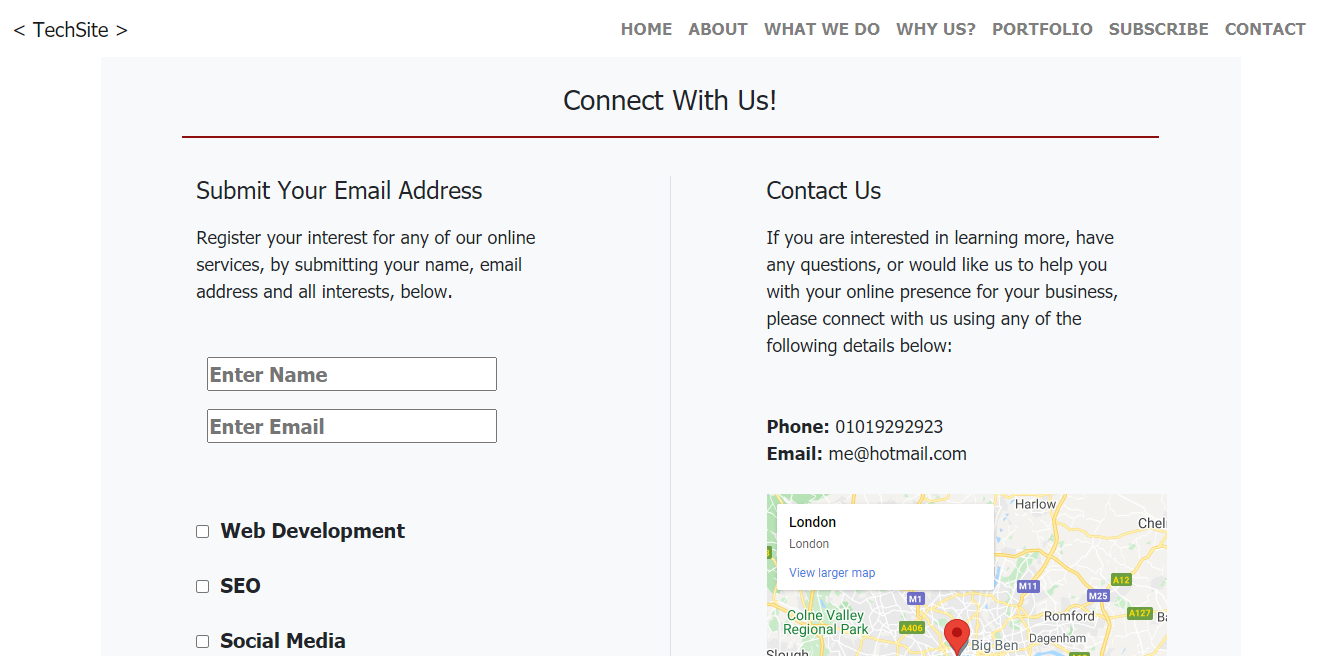 < TechSite >
HOME ABOUT WHAT WE DO WHY US? PORTFOLIO SUBSCRIBE CONTACT
Connect With Us!
Submit Your Email Address
Register your interest for any of our online
services, by submitting your name, email
address and all interests, below.
Enter Name
Enter Email
Web Development
SEO
Social Media
Contact Us
If you are interested in learning more, have
any questions, or would like us to help you
with your online presence for your business,
please connect with us using any of the
following details below:
Phone: 01019292923
Email: me@hotmail.com
London
London
View larger map
Harlow
Chel
M11
A12
M25
M1
A127
Colne Valley
Regional Park
A406
Romford
Ba
Dagenham
Big Ben
Slough